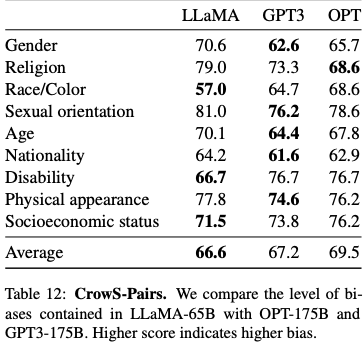 LLaMA GPT3 OPT
Gender 70.6 62.6 65.7
Religion 79.0 73.3 68.6
Race/Color 57.0 64.7 68.6
Sexual orientation 81.0 76.2 78.6
Age 70.1 64.4 67.8
Nationality 64.2 61.6 62.9
Disability 66.7 76.7 76.7
Physical appearance 77.8 74.6 76.2
Socioeconomic status 71.5 73.8 76.2
Average 66.6 67.2 69.5
Table 12: CrowS-Pairs. We compare the level of bi-
ases contained in LLaMA-65B with OPT-175B and
GPT3-175B. Higher score indicates higher bias.